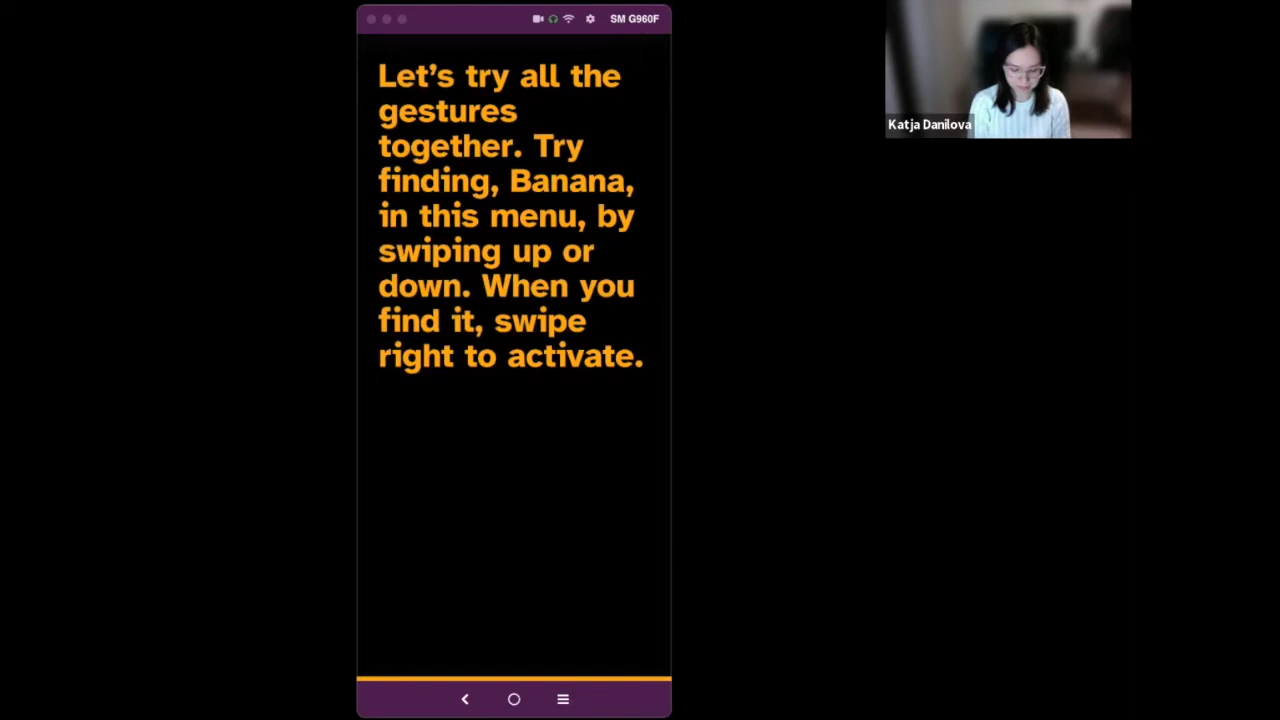 SM G960F
Let’s try all the
gestures
together. Try
finding, Banana,
in this menu, by
swiping up or
down. When you
find it, swipe
right to activate.
Katja Danilova